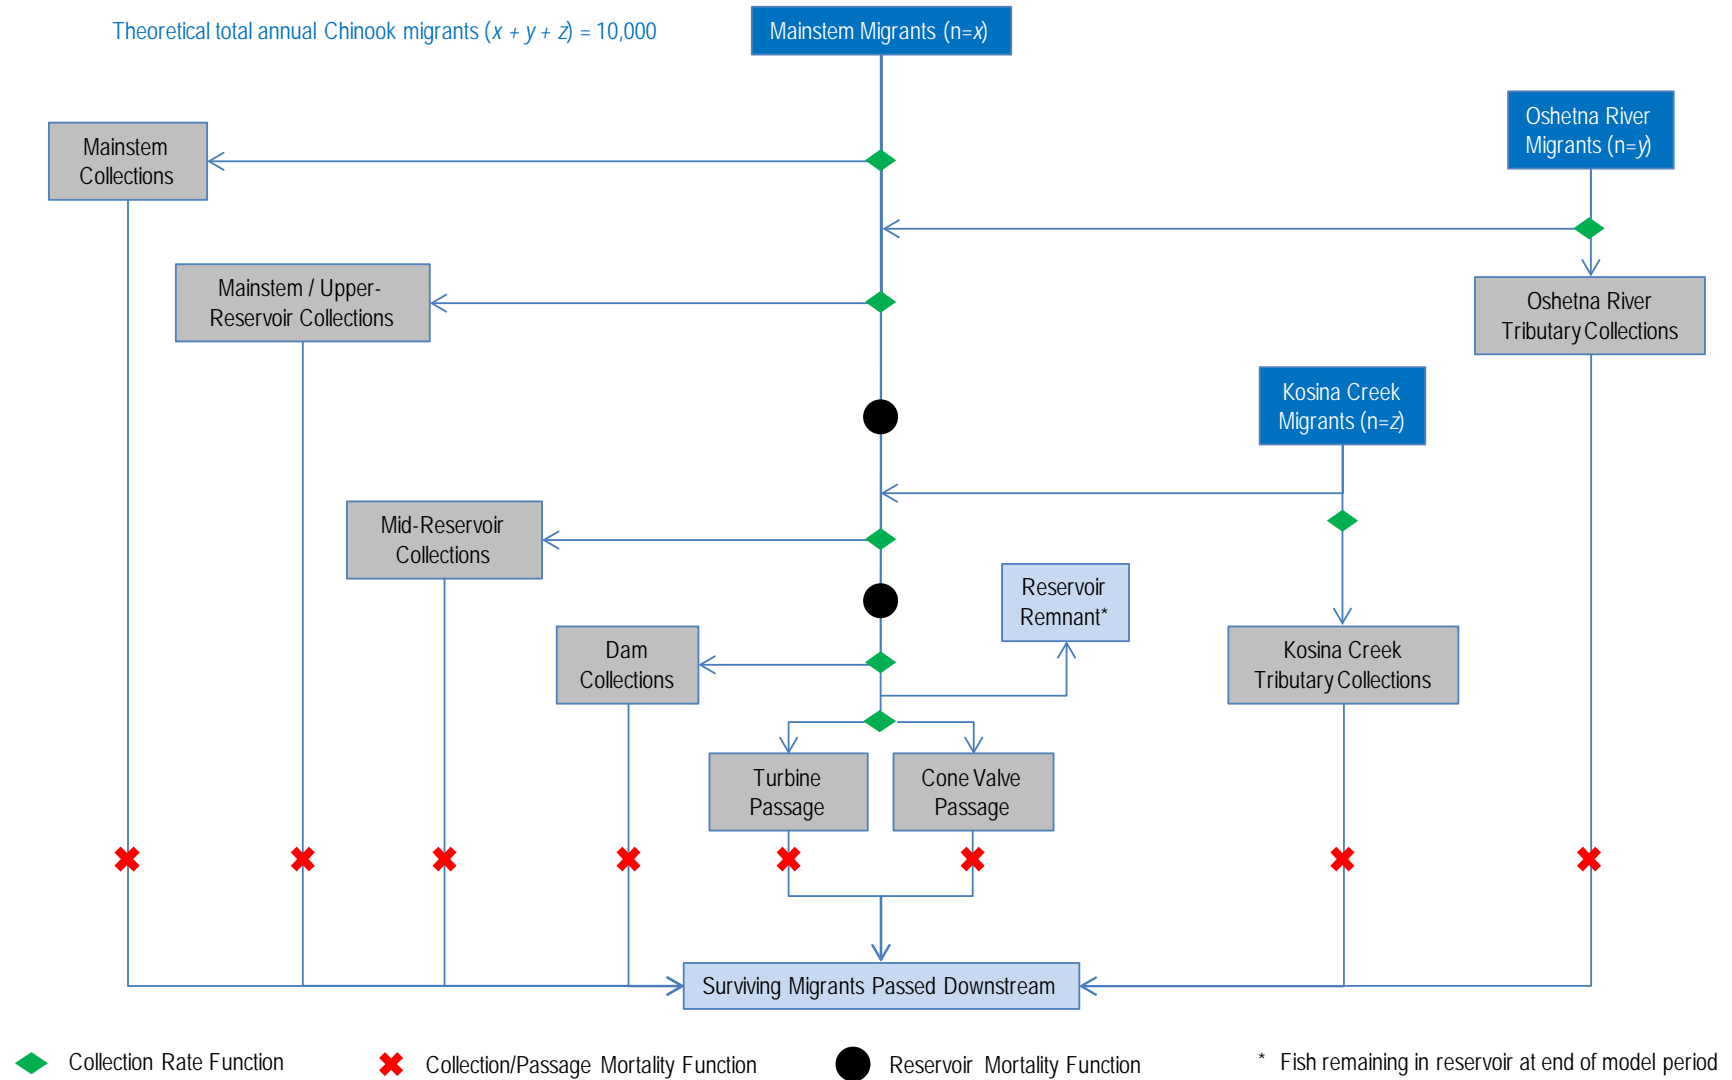 Theoretical total annual Chinook migrants (x + y + z) = 10,000
Mainstem Migrants (n=x)
Oshetna River
Migrants (n=y)
Mainstem
Collections
Mainstem / Upper-
Reservoir Collections
Oshetna River
Tributary Collections
Kosina Creek
Migrants (n=z)
Mid-Reservoir
Collections
Reservoir
Remnant*
Dam
Collections
Kosina Creek
Tributary Collections
Turbine
Passage
Cone Valve
Passage
Surviving Migrants Passed Downstream
Collection Rate Function
Collection/Passage Mortality Function
Reservoir Mortality Function
* Fish remaining in reservoir at end of model period